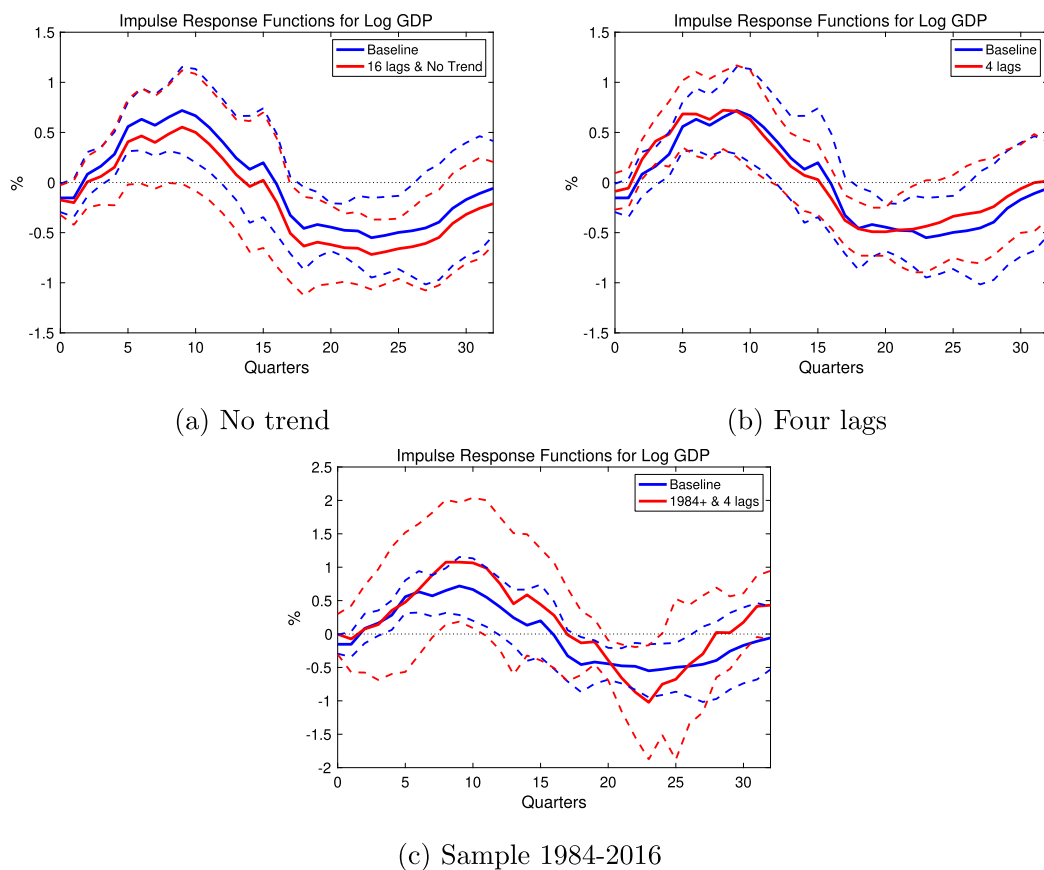 Impulse Response Functions for Log GDP
1.5
1
0.5
0
-0.5
-1
-1.5
%
Baseline
16 lags & No Trend
0 5 10 15 20 25 30
Quarters
(a) No trend
Impulse Response Functions for Log GDP
1.5
1
0.5
0
-0.5
-1
-1.5
%
Baseline
4 lags
0 5 10 15 20 25 30
Quarters
(b) Four lags
Impulse Response Functions for Log GDP
2.5
2
1.5
1
0.5
0
-0.5
-1
-1.5
-2
%
Baseline
1984+ & 4 lags
0 5 10 15 20 25 30
Quarters
(c) Sample 1984-2016